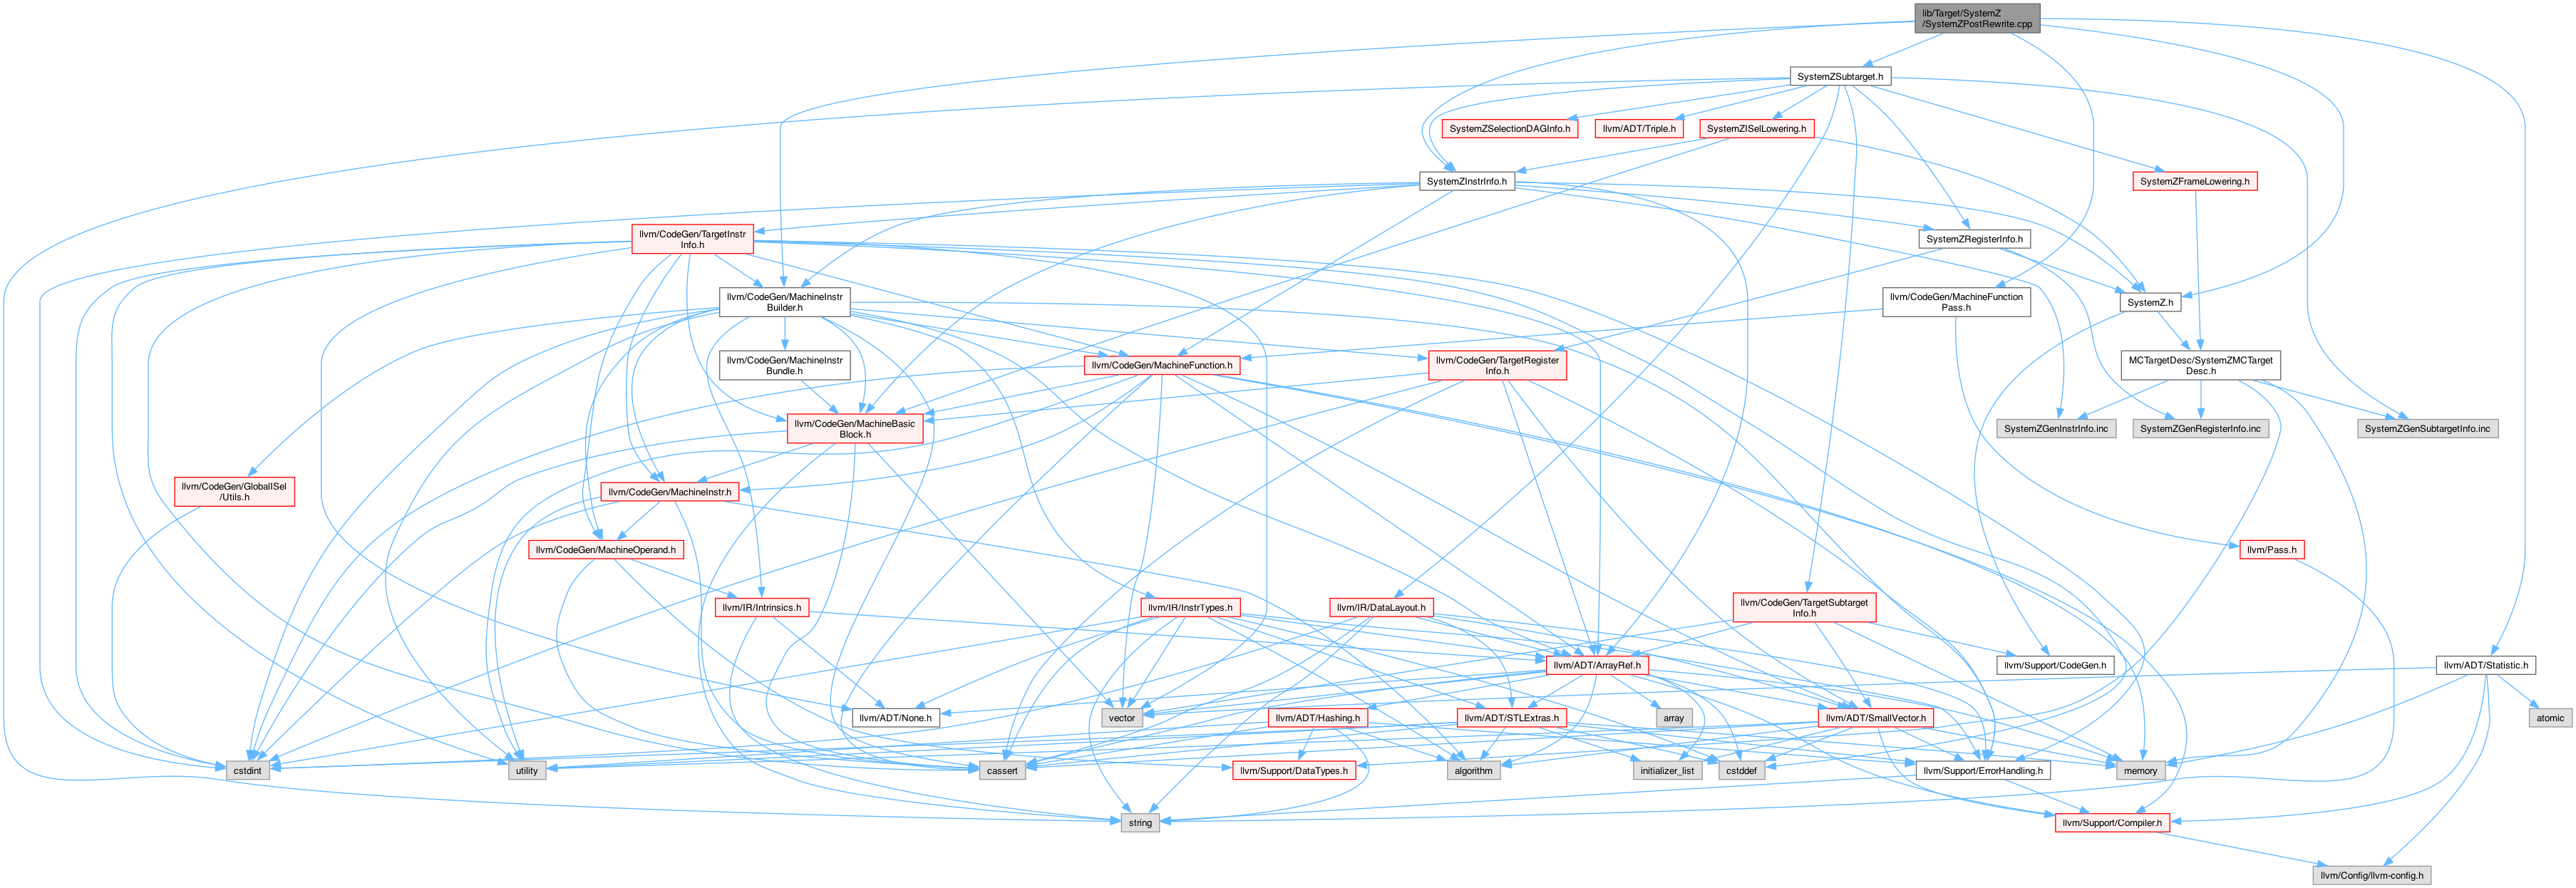 lib/Target/SystemZ
/SystemZPostRewrite.cpp
SystemZSubtarget.h
SystemZSelectionDAGInfo.h
llvm/ADT/Triple.h
SystemZISelLowering.h
SystemZInstrInfo.h
SystemZFrameLowering.h
llvm/CodeGen/TargetInstr
Info.h
SystemZRegisterInfo.h
llvm/CodeGen/MachineInstr
Builder.h
llvm/CodeGen/MachineFunction
Pass.h
SystemZ.h
llvm/CodeGen/MachineInstr
Bundle.h
llvm/CodeGen/MachineFunction.h
llvm/CodeGen/TargetRegister
Info.h
MCTargetDesc/SystemZMCTarget
Desc.h
llvm/CodeGen/MachineBasic
Block.h
SystemZGenInstrInfo.inc
SystemZGenRegisterInfo.inc
SystemZGenSubtargetInfo.inc
llvm/CodeGen/GlobalISel
/Utils.h
llvm/CodeGen/MachineInstr.h
llvm/CodeGen/MachineOperand.h
llvm/Pass.h
llvm/IR/Intrinsics.h
llvm/IR/InstrTypes.h
llvm/IR/DataLayout.h
llvm/CodeGen/TargetSubtarget
Info.h
llvm/ADT/ArrayRef.h
llvm/Support/CodeGen.h
llvm/ADT/Statistic.h
llvm/ADT/None.h
vector
llvm/ADT/Hashing.h
llvm/ADT/STLExtras.h
array
llvm/ADT/SmallVector.h
atomic
cstdint
utility
cassert
llvm/Support/DataTypes.h
algorithm
initializer_list
cstddef
llvm/Support/ErrorHandling.h
memory
string
llvm/Support/Compiler.h
llvm/Config/llvm-config.h